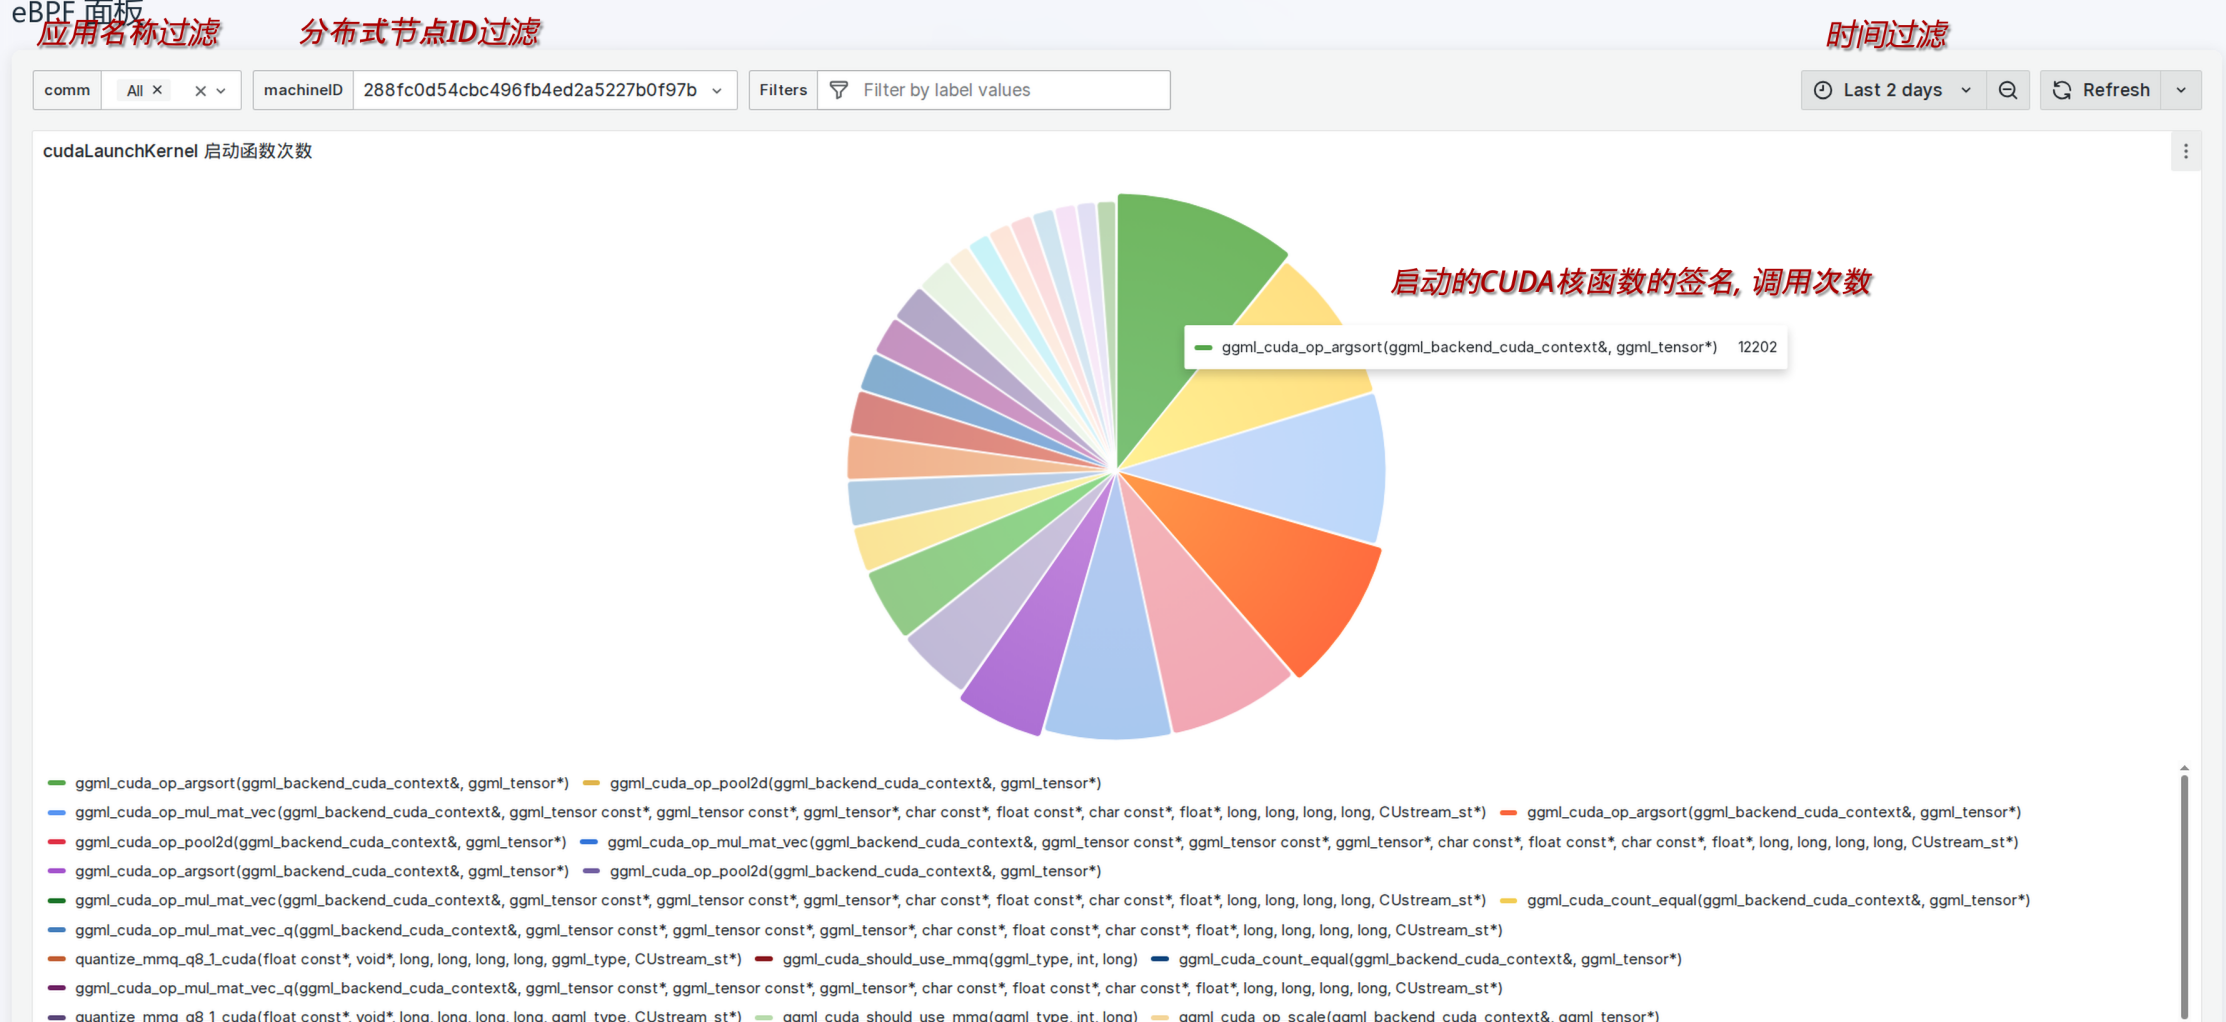 eBPF 面板
应用名称过滤 分布式节点ID过滤 时间过滤
comm All × × machineID 288fc0d54cbc496fb4ed2a5227b0f97b Filters Filter by label values Last 2 days Refresh
cudaLaunchKernel 启动函数次数
启动的CUDA核函数的签名, 调用次数
ggml_cuda_op_argsort(ggml_backend_cuda_context&, ggml_tensor*) 12202
ggml_cuda_op_argsort(ggml_backend_cuda_context&, ggml_tensor*) ggml_cuda_op_pool2d(ggml_backend_cuda_context&, ggml_tensor*)
ggml_cuda_op_mul_mat_vec(ggml_backend_cuda_context&, ggml_tensor const*, ggml_tensor const*, ggml_tensor*, char const*, float const*, char const*, float*, long, long, long, long, CUstream_st*) ggml_cuda_op_argsort(ggml_backend_cuda_context&, ggml_tensor*)
ggml_cuda_op_pool2d(ggml_backend_cuda_context&, ggml_tensor*) ggml_cuda_op_mul_mat_vec(ggml_backend_cuda_context&, ggml_tensor const*, ggml_tensor const*, ggml_tensor*, char const*, float const*, char const*, float*, long, long, long, long, CUstream_st*)
ggml_cuda_op_argsort(ggml_backend_cuda_context&, ggml_tensor*) ggml_cuda_op_pool2d(ggml_backend_cuda_context&, ggml_tensor*)
ggml_cuda_op_mul_mat_vec(ggml_backend_cuda_context&, ggml_tensor const*, ggml_tensor const*, ggml_tensor*, char const*, float const*, char const*, float*, long, long, long, long, CUstream_st*) ggml_cuda_count_equal(ggml_backend_cuda_context&, ggml_tensor*)
ggml_cuda_op_mul_mat_vec_q(ggml_backend_cuda_context&, ggml_tensor const*, ggml_tensor const*, ggml_tensor*, char const*, float const*, char const*, float*, long, long, long, long, CUstream_st*)
quantize_mmq_q8_1_cuda(float const*, void*, long, long, long, long, ggml_type, CUstream_st*) ggml_cuda_should_use_mmq(ggml_type, int, long) ggml_cuda_count_equal(ggml_backend_cuda_context&, ggml_tensor*)
ggml_cuda_op_mul_mat_vec_q(ggml_backend_cuda_context&, ggml_tensor const*, ggml_tensor const*, ggml_tensor*, char const*, float const*, char const*, float*, long, long, long, long, CUstream_st*)
quantize_mmq_q8_1_cuda(float const*, void*, long, long, long, long, ggml_type, CUstream_st*) ggml_cuda_should_use_mmq(ggml_type, int, long) ggml_cuda_op_scale(ggml_backend_cuda_context&, ggml_tensor*)